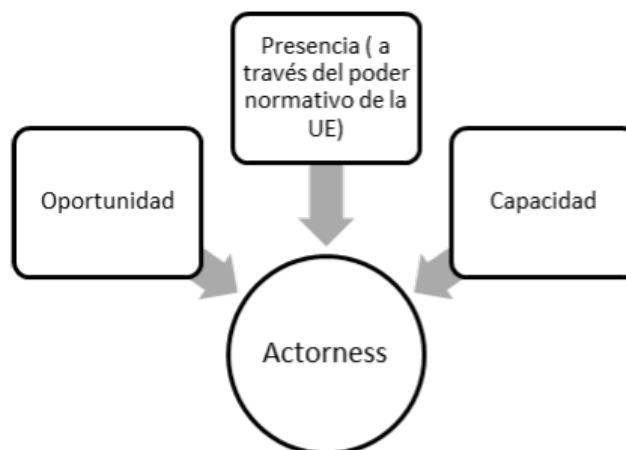 Presencia ( a
través del poder
normativo de la
UE)
Oportunidad
Capacidad
Actorness